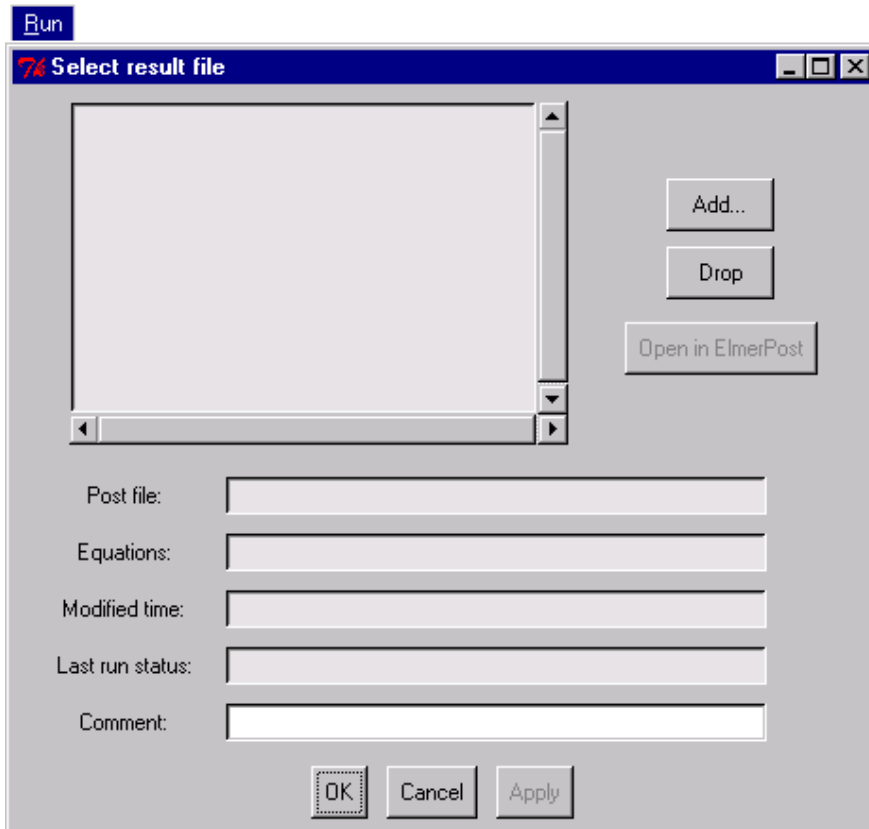 Run
Select result file
Add...
Drop
Open in ElmerPost
Post file:
Equations:
Modified time:
Last run status:
Comment:
OK Cancel Apply